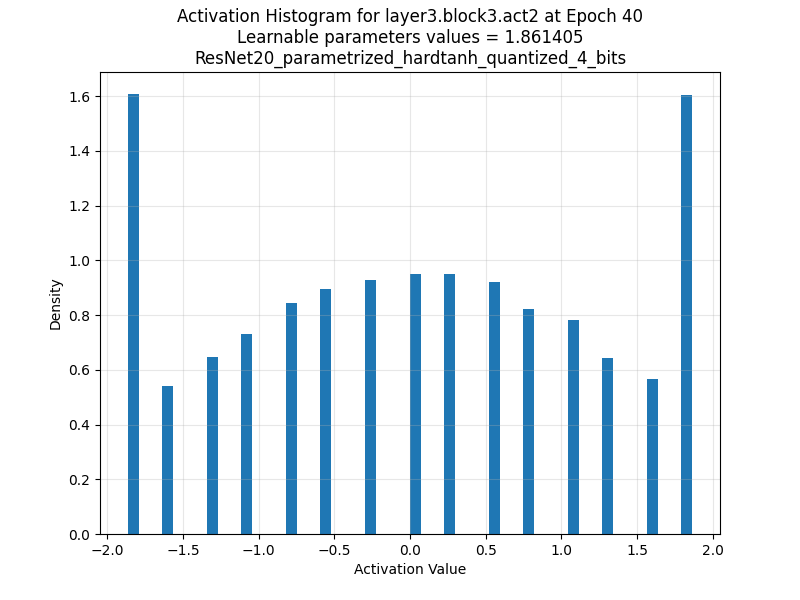 Activation Histogram for layer3.block3.act2 at Epoch 40
Learnable parameters values = 1.861405
ResNet20_parametrized_hardtanh_quantized_4_bits
1.6
1.4
1.2
1.0
0.8
0.6
0.4
0.2
0.0
Density
−2.0 −1.5 −1.0 −0.5 0.0 0.5 1.0 1.5 2.0
Activation Value